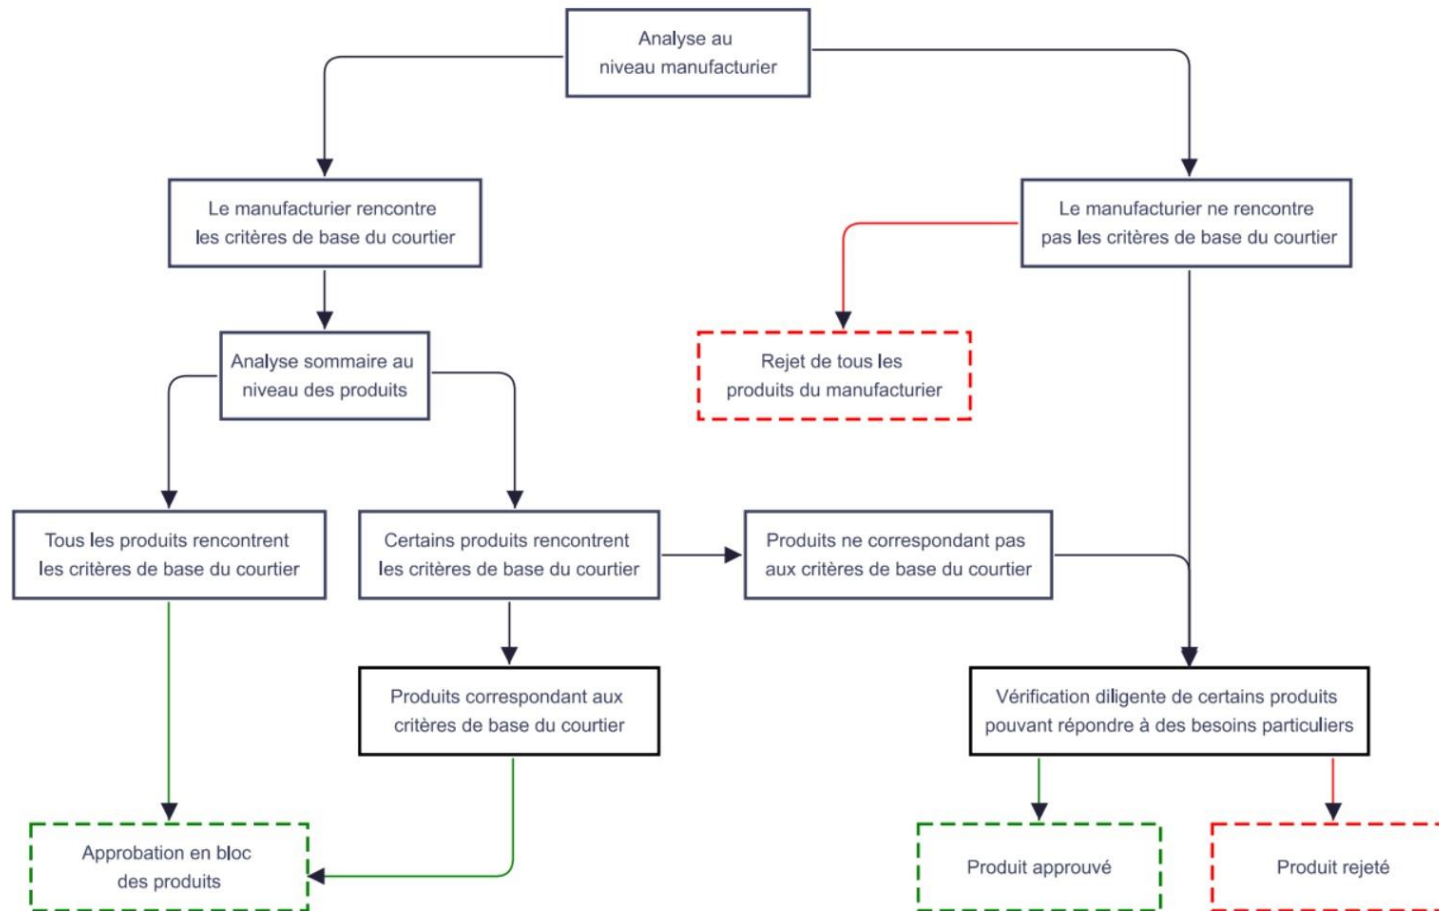 Analyse au
niveau manufacturier
Le manufacturier rencontre
les critères de base du courtier
Le manufacturier ne rencontre
pas les critères de base du courtier
Analyse sommaire au
niveau des produits
Rejet de tous les
produits du manufacturier
Tous les produits rencontrent
les critères de base du courtier
Certains produits rencontrent
les critères de base du courtier
Produits ne correspondant pas
aux critères de base du courtier
Produits correspondant aux
critères de base du courtier
Vérification diligente de certains produits
pouvant répondre à des besoins particuliers
Approbation en bloc
des produits
Produit approuvé
Produit rejeté